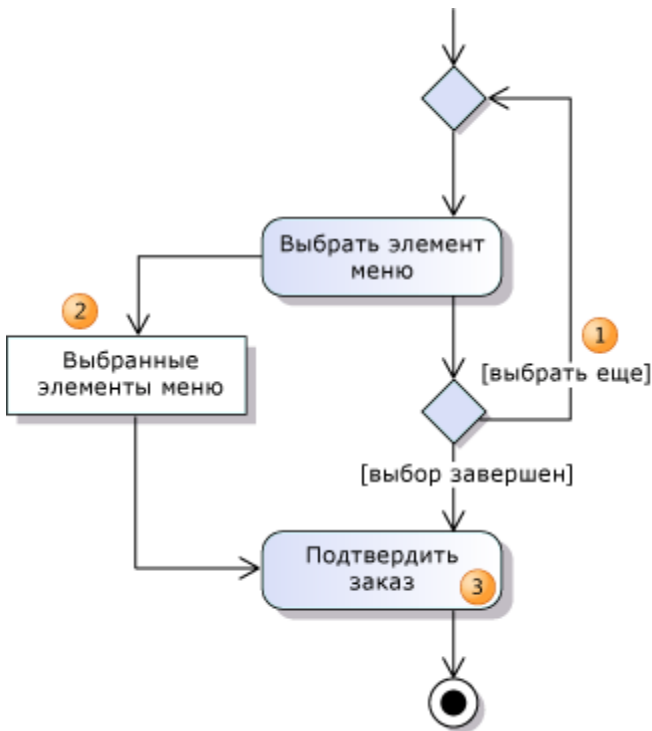 Выбрать элемент
меню
2
1
Выбранные
элементы меню
[выбрать еще]
[выбор завершен]
Подтвердить
заказ
3